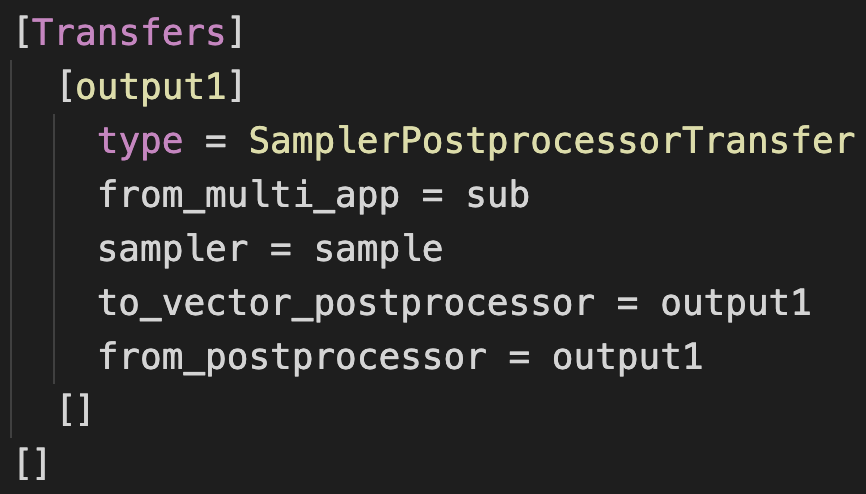 [Transfers]
[output1]
type = SamplerPostprocessorTransfer
from_multi_app = sub
sampler = sample
to_vector_postprocessor = output1
from_postprocessor = output1
[]
[]